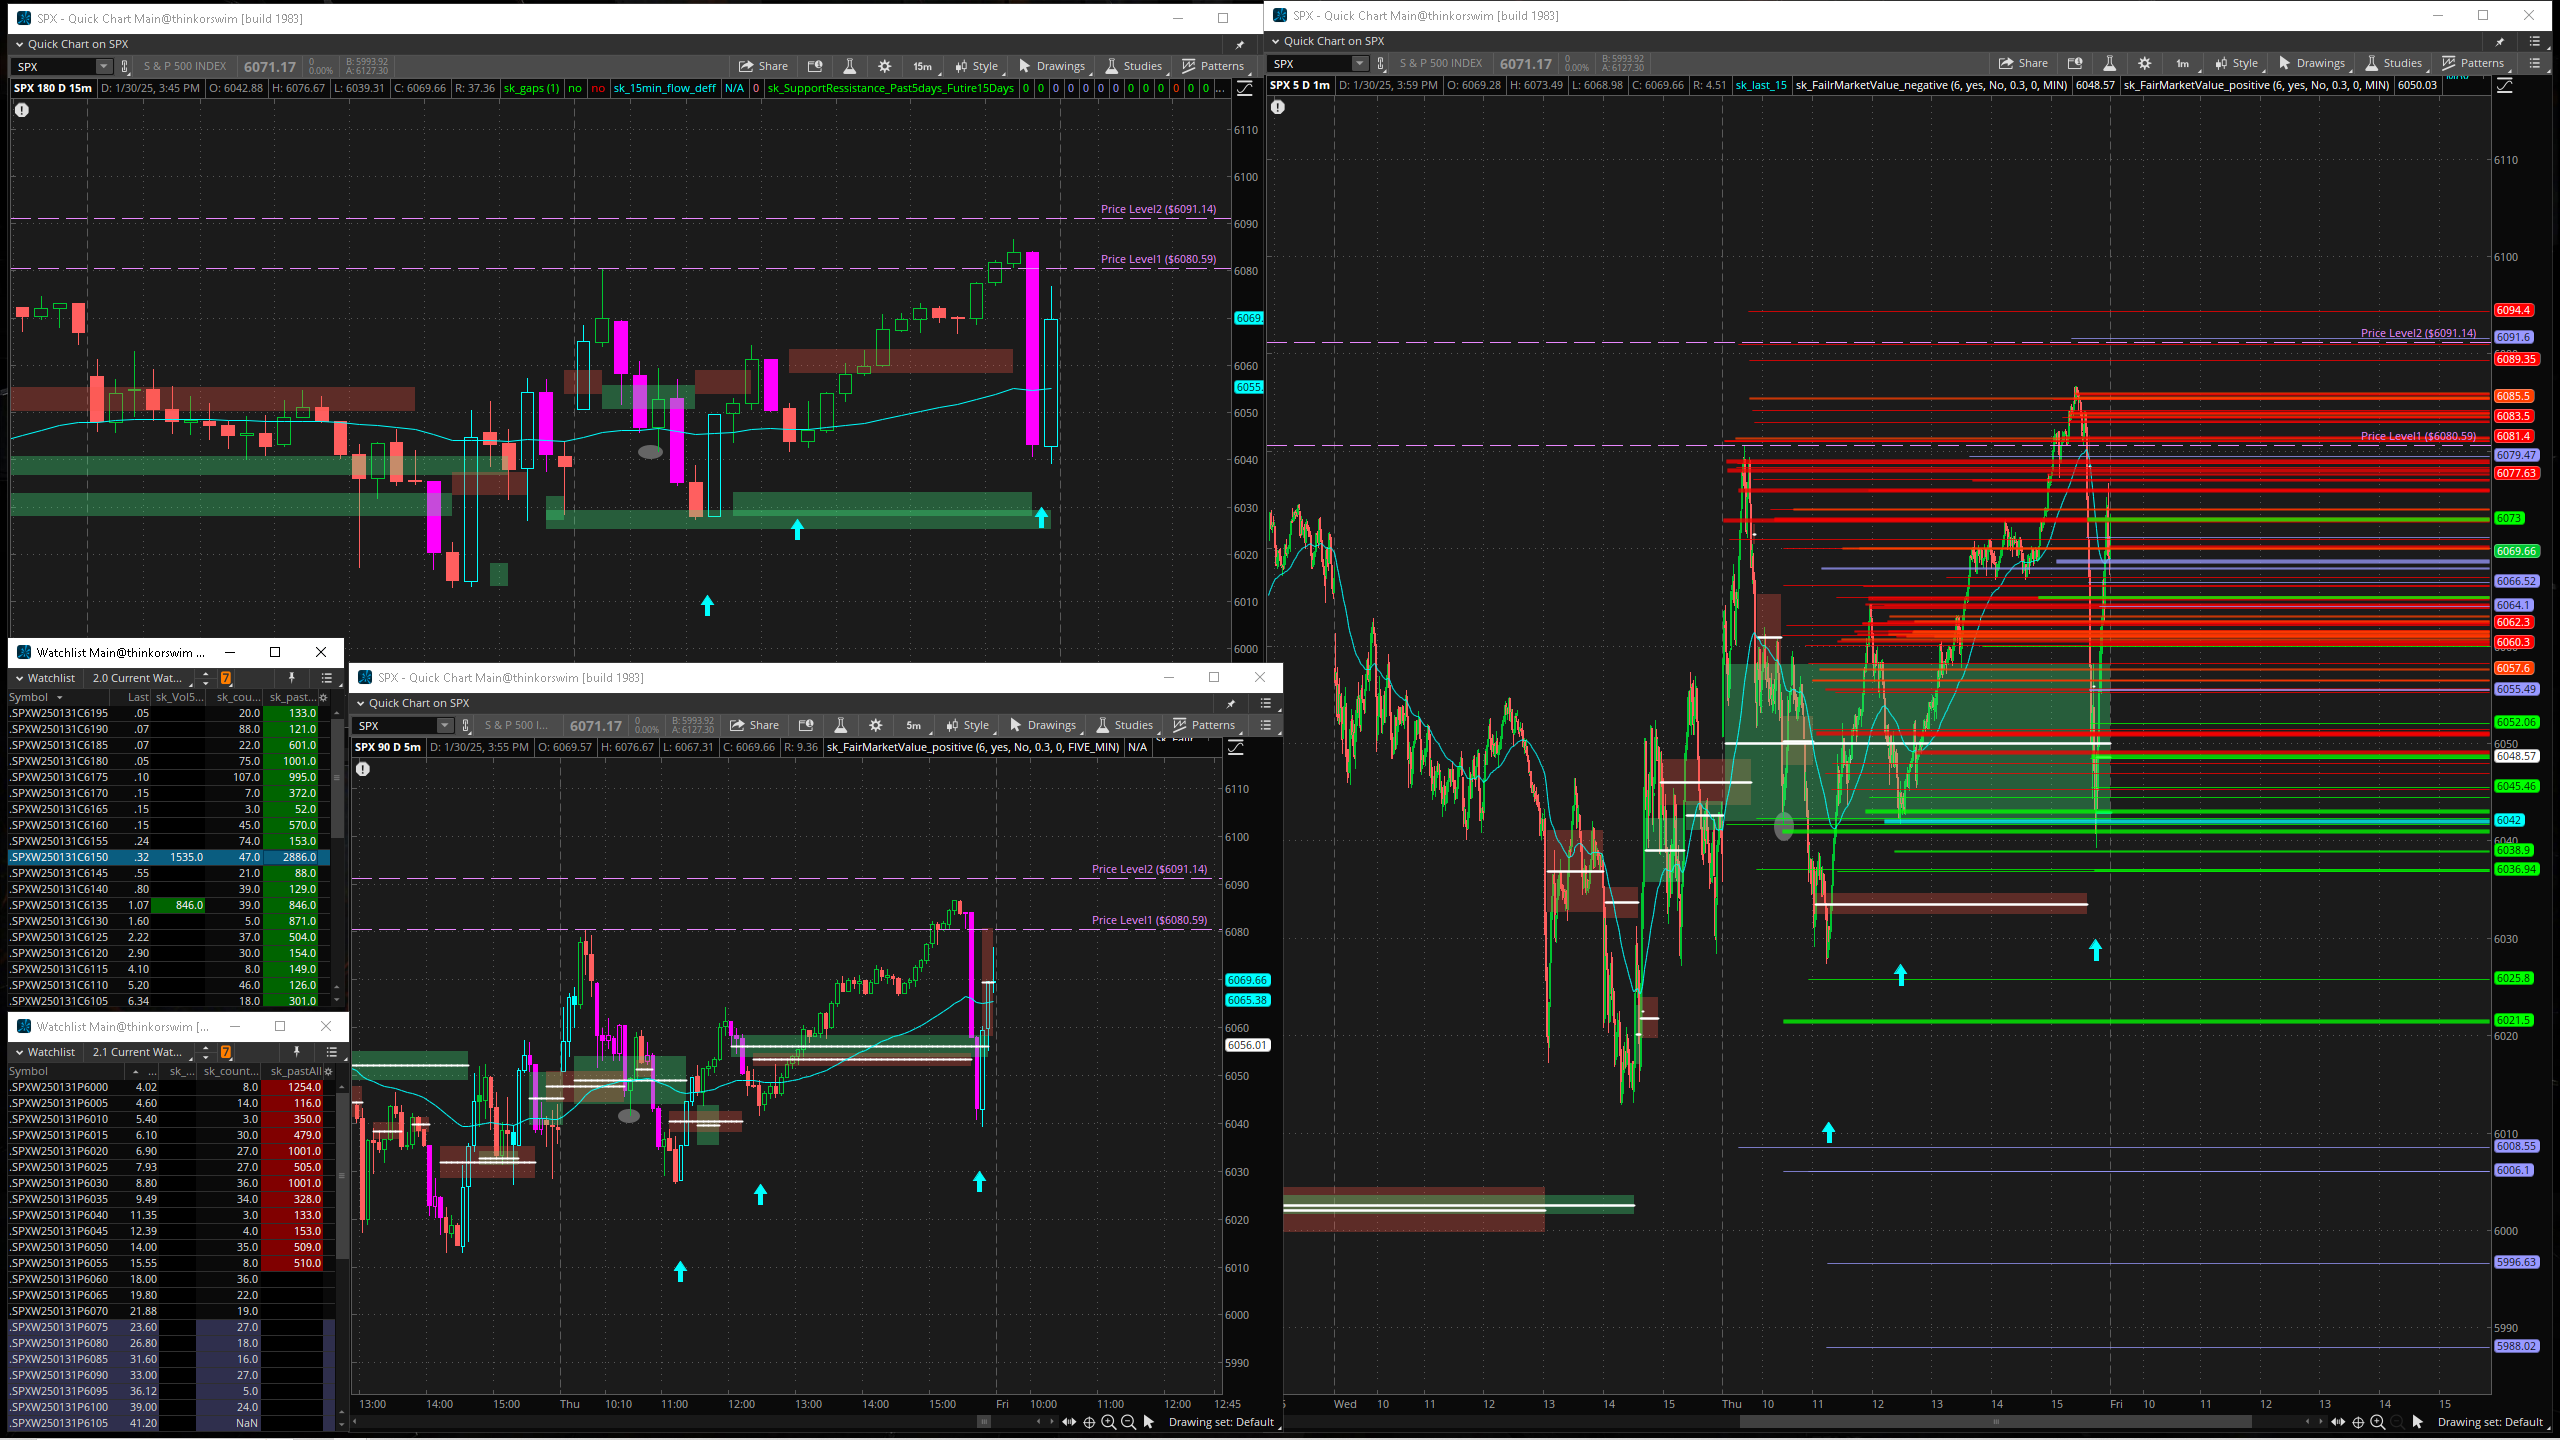 SPX - Quick Chart Main@thinkorswim [build 1983]
Quick Chart on SPX
SPX S & P 500 INDEX 6071.17 0 0.00% B: 5993.92 A: 6127.30 Share 15m Style Drawings Studies Patterns
SPX 180 D 15m D: 1/30/25, 3:45 PM O: 6042.88 H: 6076.67 L: 6039.31 C: 6069.66 R: 37.36 sk_gaps (1) no no sk_15min_flow_deff N/A 0 sk_SupportRessistance_Past5days_Futire15Days 0 0 0 0 0 0 0 0 0 0 0 0 0 ...
6110
6100
Price Level2 ($6091.14)
6090
Price Level1 ($6080.59)
6080
6070
6069.
6060
6055.
6050
6040
6030
6020
6010
6000
SPX - Quick Chart Main@thinkorswim [build 1983]
Quick Chart on SPX
SPX S & P 500 INDEX 6071.17 0 0.00% B: 5993.92 A: 6127.30 Share 1m Style Drawings Studies Patterns
SPX 5 D 1m D: 1/30/25, 3:59 PM O: 6069.28 H: 6073.49 L: 6068.98 C: 6069.66 R: 4.51 sk_last_15 sk_FailrMarketValue_negative (6, yes, No, 0.3, 0, MIN) 6048.57 sk_FairMarketValue_positive (6, yes, No, 0.3, 0, MIN) 6050.03
6110
6100
6094.4
Price Level2 ($6091.14)
6091.6
6089.35
6085.5
6083.5
Price Level1 ($6080.59)
6081.4
6079.47
6077.63
6073
6069.66
6066.52
6064.1
6062.3
6060.3
6057.6
6055.49
6052.06
6050
6048.57
6045.46
6042
6040
6038.9
6036.94
6030
6025.8
6021.5
6020
6010
6008.55
6006.1
6000
5996.63
5990
5988.02
Wed 10 11 12 13 14 15 Thu 10 11 12 13 14 15 Fri 10 11 12 13 14 15
Drawing set: Default
Watchlist Main@thinkorswim ...
Watchlist 2.0 Current Wat... 7
Symbol Last sk_Vol5... sk_cou... sk_past...
.SPXW250131C6195 .05 20.0 133.0
.SPXW250131C6190 .07 88.0 121.0
.SPXW250131C6185 .07 22.0 601.0
.SPXW250131C6180 .05 75.0 1001.0
.SPXW250131C6175 .10 107.0 995.0
.SPXW250131C6170 .15 7.0 372.0
.SPXW250131C6165 .15 3.0 52.0
.SPXW250131C6160 .15 45.0 570.0
.SPXW250131C6155 .24 74.0 153.0
.SPXW250131C6150 .32 1535.0 47.0 2886.0
.SPXW250131C6145 .55 21.0 88.0
.SPXW250131C6140 .80 39.0 129.0
.SPXW250131C6135 1.07 846.0 39.0 846.0
.SPXW250131C6130 1.60 5.0 871.0
.SPXW250131C6125 2.22 37.0 504.0
.SPXW250131C6120 2.90 30.0 154.0
.SPXW250131C6115 4.10 8.0 149.0
.SPXW250131C6110 5.20 46.0 126.0
.SPXW250131C6105 6.34 18.0 301.0
Watchlist Main@thinkorswim [...
Watchlist 2.1 Current Wat... 7
Symbol ... sk_... sk_count... sk_pastAll
.SPXW250131P6000 4.02 8.0 1254.0
.SPXW250131P6005 4.60 14.0 116.0
.SPXW250131P6010 5.40 3.0 350.0
.SPXW250131P6015 6.10 30.0 479.0
.SPXW250131P6020 6.90 27.0 1001.0
.SPXW250131P6025 7.93 27.0 505.0
.SPXW250131P6030 8.80 36.0 1001.0
.SPXW250131P6035 9.49 34.0 328.0
.SPXW250131P6040 11.35 3.0 133.0
.SPXW250131P6045 12.39 4.0 153.0
.SPXW250131P6050 14.00 35.0 509.0
.SPXW250131P6055 15.55 8.0 510.0
.SPXW250131P6060 18.00 36.0
.SPXW250131P6065 19.80 22.0
.SPXW250131P6070 21.88 19.0
.SPXW250131P6075 23.60 27.0
.SPXW250131P6080 26.80 18.0
.SPXW250131P6085 31.60 16.0
.SPXW250131P6090 33.00 27.0
.SPXW250131P6095 36.12 5.0
.SPXW250131P6100 39.00 24.0
.SPXW250131P6105 41.20 NaN
SPX - Quick Chart Main@thinkorswim [build 1983]
Quick Chart on SPX
SPX S & P 500 I... 6071.17 0 0.00% B: 5993.92 A: 6127.30 Share 5m Style Drawings Studies Patterns
SPX 90 D 5m D: 1/30/25, 3:55 PM O: 6069.57 H: 6076.67 L: 6067.31 C: 6069.66 R: 9.36 sk_FairMarketValue_positive (6, yes, No, 0.3, 0, FIVE_MIN) N/A
6110
6100
Price Level2 ($6091.14)
6090
Price Level1 ($6080.59)
6080
6069.66
6065.38
6060
6056.01
6050
6040
6030
6020
6010
6000
5990
13:00 14:00 15:00 Thu 10:10 11:00 12:00 13:00 14:00 15:00 Fri 10:00 11:00 12:00 12:45
Drawing set: Default